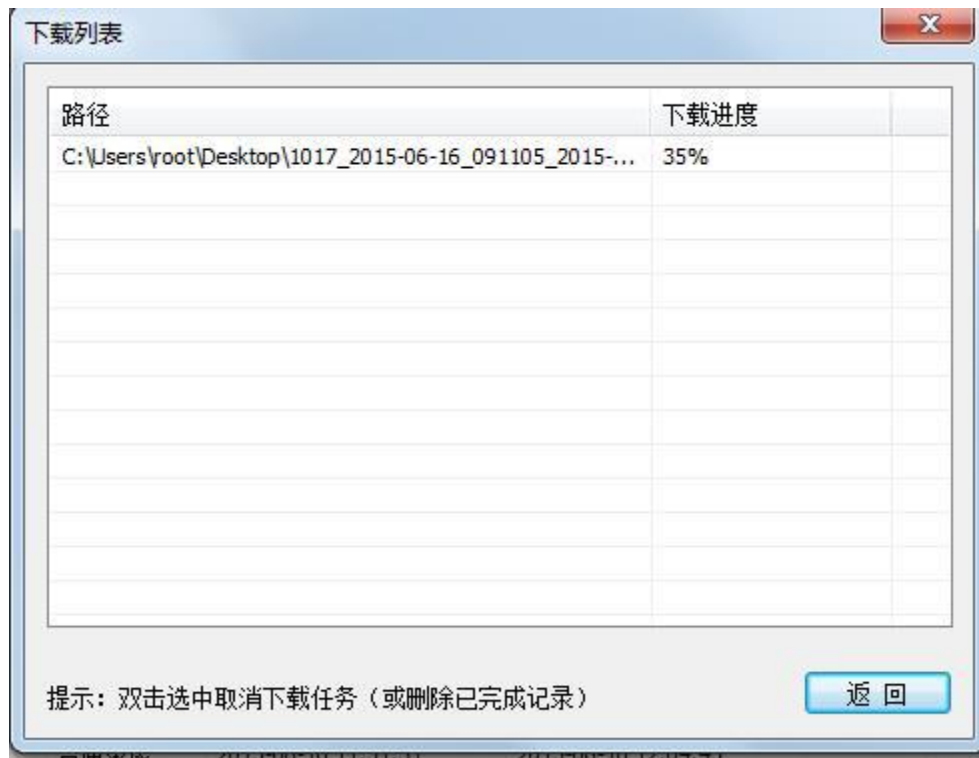 下载列表
路径 下载进度
C:\Users\root\Desktop\1017_2015-06-16_091105_2015-... 35%
提示：双击选中取消下载任务（或删除已完成记录）
返 回